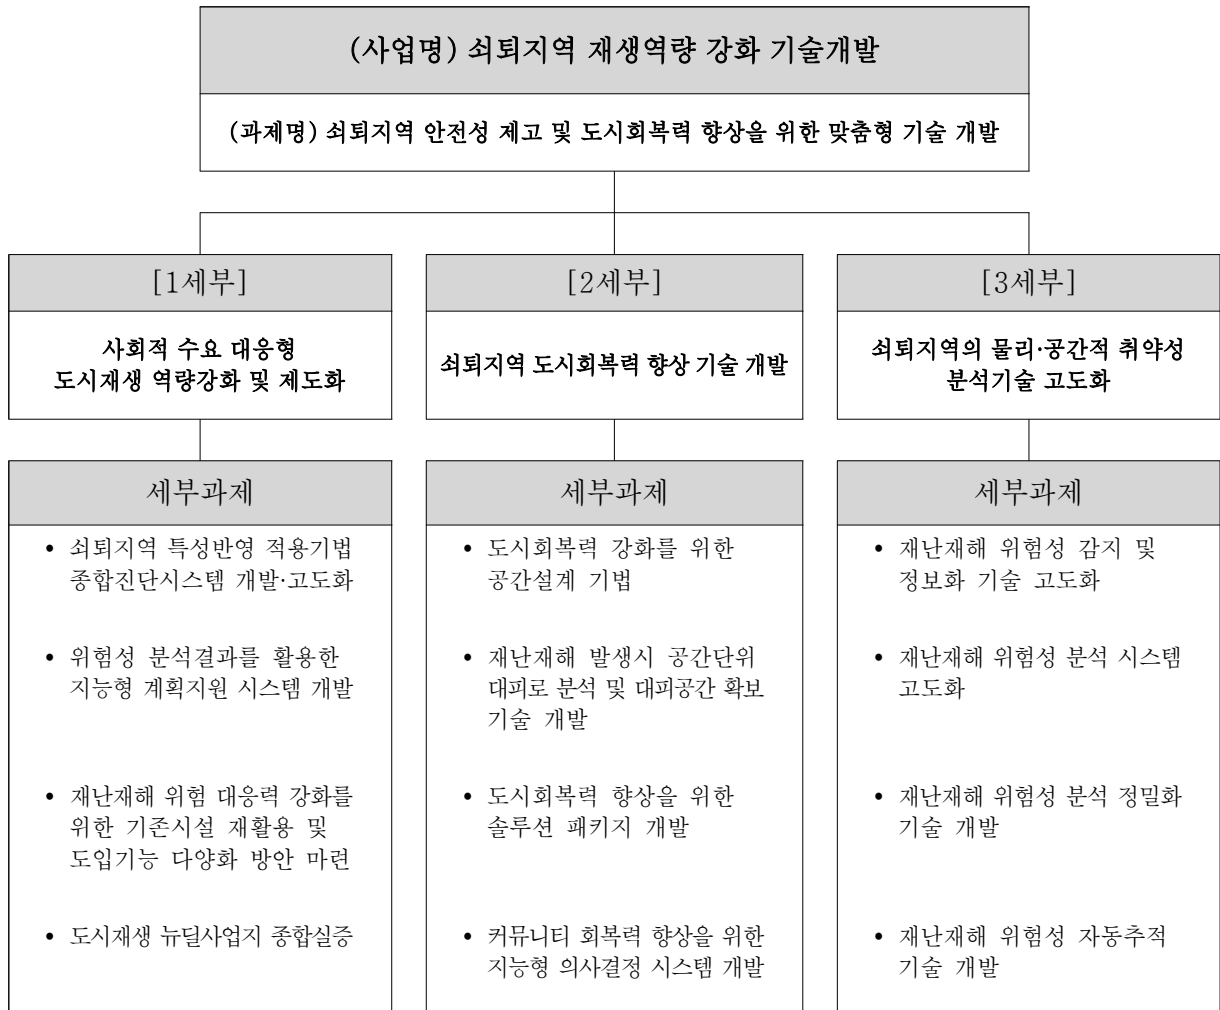 (사업명) 쇠퇴지역 재생역량 강화 기술개발
(과제명) 쇠퇴지역 안전성 제고 및 도시회복력 향상을 위한 맞춤형 기술 개발
[1세부]
사회적 수요 대응형
도시재생 역량강화 및 제도화
세부과제
• 쇠퇴지역 특성반영 적용기법
종합진단시스템 개발·고도화
• 위험성 분석결과를 활용한
지능형 계획지원 시스템 개발
• 재난재해 위험 대응력 강화를
위한 기존시설 재활용 및
도입기능 다양화 방안 마련
• 도시재생 뉴딜사업지 종합실증
[2세부]
쇠퇴지역 도시회복력 향상 기술 개발
세부과제
• 도시회복력 강화를 위한
공간설계 기법
• 재난재해 발생시 공간단위
대피로 분석 및 대피공간 확보
기술 개발
• 도시회복력 향상을 위한
솔루션 패키지 개발
• 커뮤니티 회복력 향상을 위한
지능형 의사결정 시스템 개발
[3세부]
쇠퇴지역의 물리·공간적 취약성
분석기술 고도화
세부과제
• 재난재해 위험성 감지 및
정보화 기술 고도화
• 재난재해 위험성 분석 시스템
고도화
• 재난재해 위험성 분석 정밀화
기술 개발
• 재난재해 위험성 자동추적
기술 개발